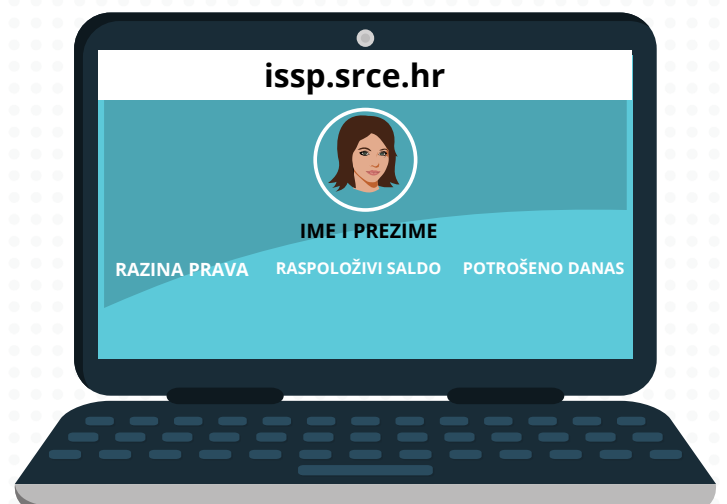 issp.srce.hr
IME I PREZIME
RAZINA PRAVA RASPOLOŽIVI SALDO POTROŠENO DANAS